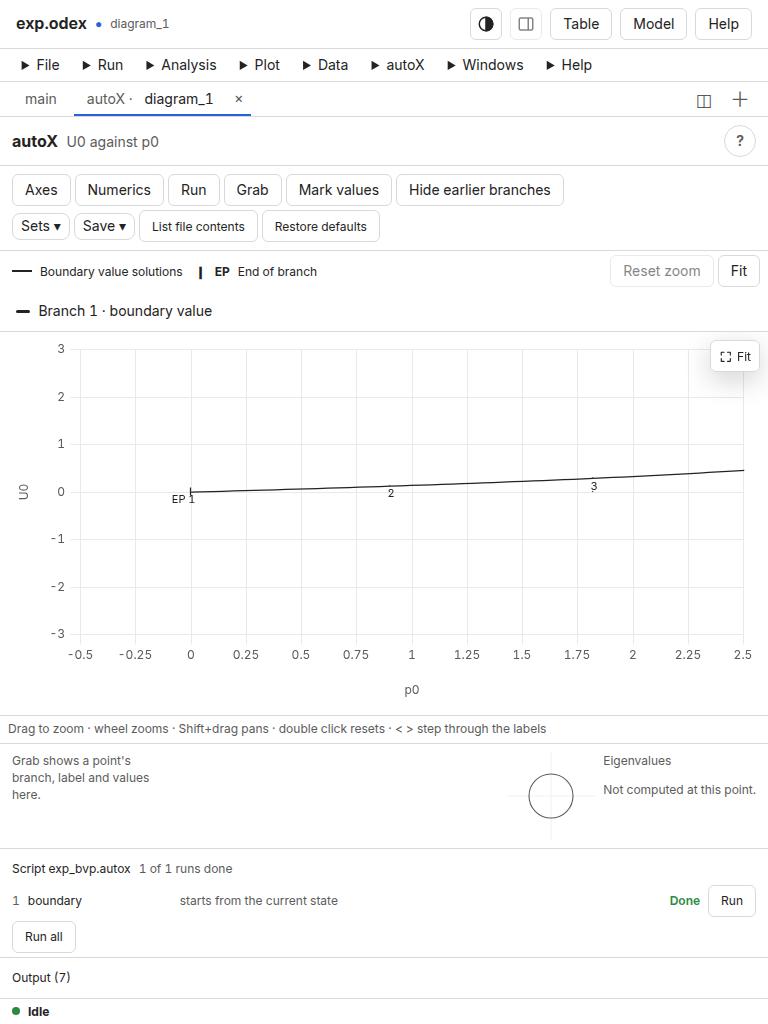 exp.odex • diagram_1 Table Model Help
▶ File ▶ Run ▶ Analysis ▶ Plot ▶ Data ▶ autoX ▶ Windows ▶ Help
main autoX · diagram_1 ×
autoX U0 against p0 ?
Axes Numerics Run Grab Mark values Hide earlier branches
Sets ▾ Save ▾ List file contents Restore defaults
Boundary value solutions EP End of branch Reset zoom Fit
Branch 1 · boundary value
Fit
3
2
1
0
-1
-2
-3
U0
EP 1 2 3
-0.5 -0.25 0 0.25 0.5 0.75 1 1.25 1.5 1.75 2 2.25 2.5
p0
Drag to zoom · wheel zooms · Shift+drag pans · double click resets · < > step through the labels
Grab shows a point's
branch, label and values
here.
Eigenvalues
Not computed at this point.
Script exp_bvp.autox 1 of 1 runs done
1 boundary starts from the current state Done Run
Run all
Output (7)
Idle